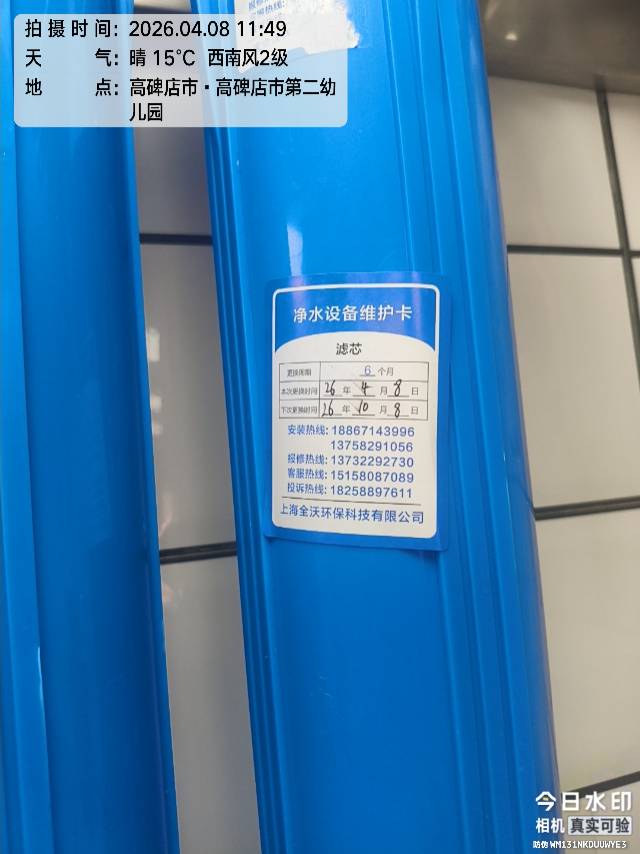 拍摄时间: 2026.04.08 11:49
天气: 晴 15℃ 西南风2级
地点: 高碑店市·高碑店市第二幼
儿园
净水设备维护卡
滤芯
更换周期 6 个月
本次更换时间 26 年 4 月 8 日
下次更换时间 26 年 10 月 8 日
安装热线: 18867143996
13758291056
报修热线: 13732292730
客服热线: 15158087089
投诉热线: 18258897611
上海全沃环保科技有限公司
今日水印
相机 真实可验
防伪 WM131NKDUUWYE3